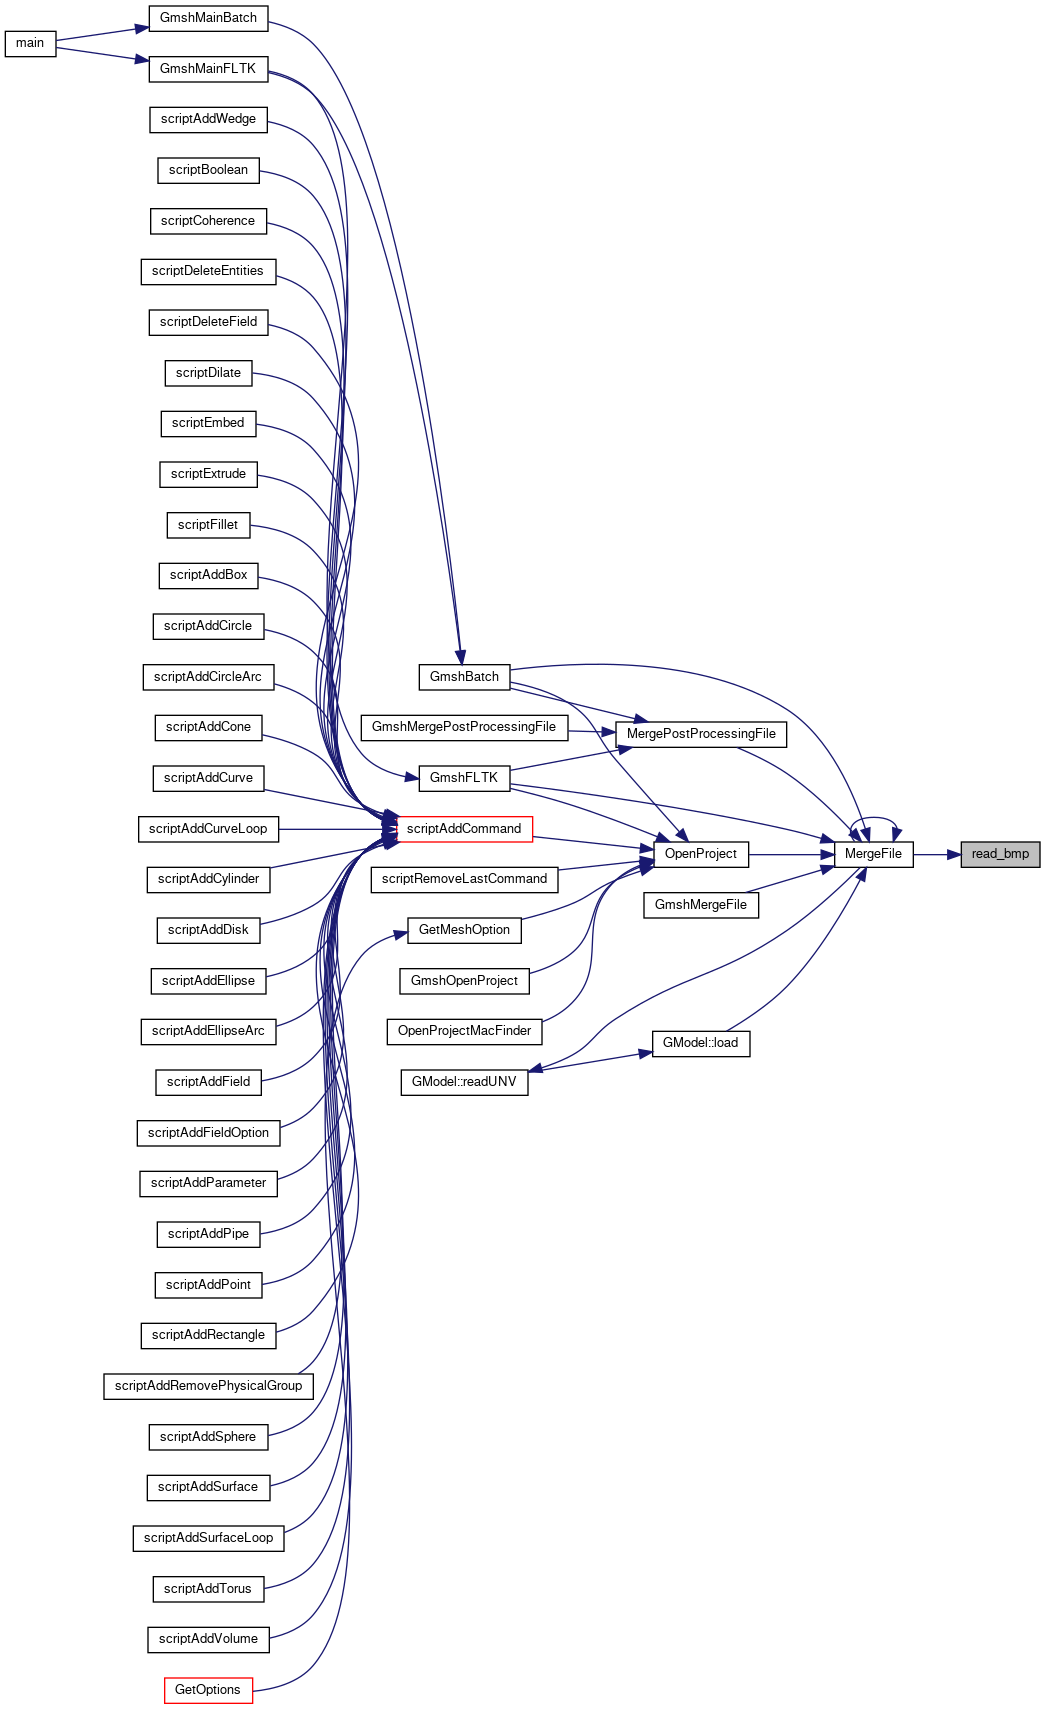 main
GmshMainBatch
GmshMainFLTK
scriptAddWedge
scriptBoolean
scriptCoherence
scriptDeleteEntities
scriptDeleteField
scriptDilate
scriptEmbed
scriptExtrude
scriptFillet
scriptAddBox
scriptAddCircle
scriptAddCircleArc
scriptAddCone
scriptAddCurve
scriptAddCurveLoop
scriptAddCylinder
scriptAddDisk
scriptAddEllipse
scriptAddEllipseArc
scriptAddField
scriptAddFieldOption
scriptAddParameter
scriptAddPipe
scriptAddPoint
scriptAddRectangle
scriptAddRemovePhysicalGroup
scriptAddSphere
scriptAddSurface
scriptAddSurfaceLoop
scriptAddTorus
scriptAddVolume
GetOptions
GmshBatch
GmshMergePostProcessingFile
GmshFLTK
scriptAddCommand
scriptRemoveLastCommand
GetMeshOption
GmshOpenProject
OpenProjectMacFinder
GModel::readUNV
MergePostProcessingFile
OpenProject
GmshMergeFile
GModel::load
MergeFile
read_bmp